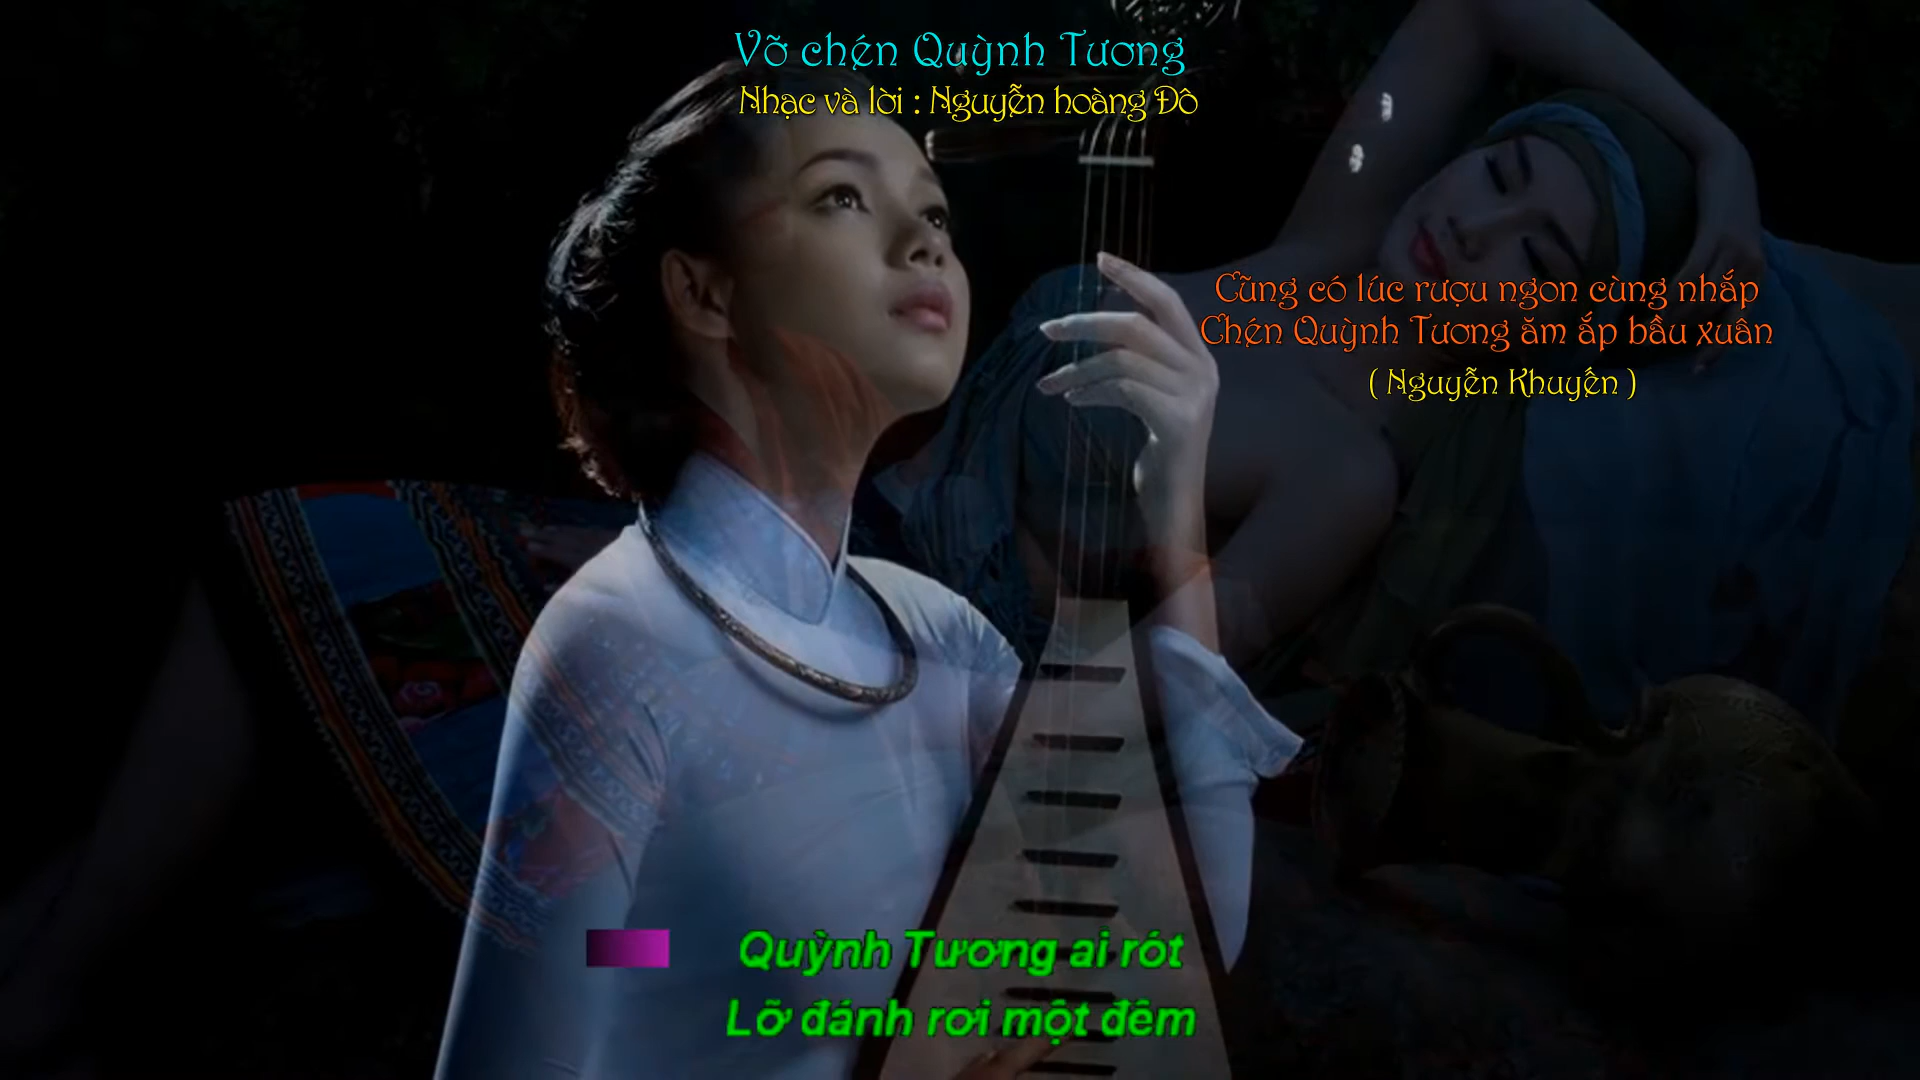 Vỡ chén Quỳnh Tương
Nhạc và lời : Nguyễn hoàng Đô
Cũng có lúc rượu ngon cùng nhắp
Chén Quỳnh Tương ăm ắp bầu xuân
( Nguyễn Khuyến )
Quỳnh Tương ai rót
Lỡ đánh rơi một đêm